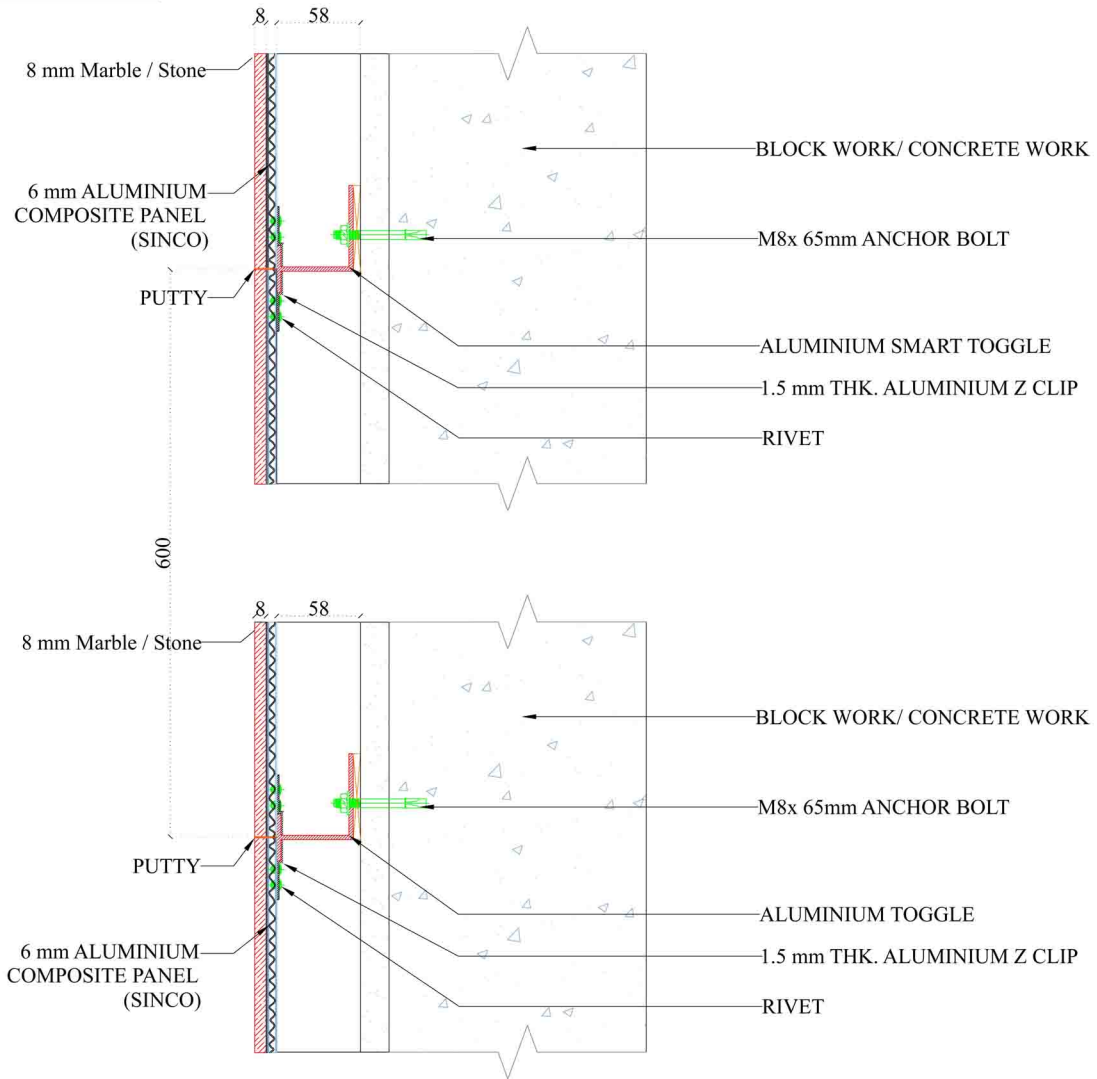 8
58
8 mm Marble / Stone
BLOCK WORK/ CONCRETE WORK
6 mm ALUMINIUM
COMPOSITE PANEL
(SINCO)
M8x 65mm ANCHOR BOLT
PUTTY
ALUMINIUM SMART TOGGLE
1.5 mm THK. ALUMINIUM Z CLIP
RIVET
600
8
58
8 mm Marble / Stone
BLOCK WORK/ CONCRETE WORK
M8x 65mm ANCHOR BOLT
PUTTY
ALUMINIUM TOGGLE
6 mm ALUMINIUM
COMPOSITE PANEL
(SINCO)
1.5 mm THK. ALUMINIUM Z CLIP
RIVET